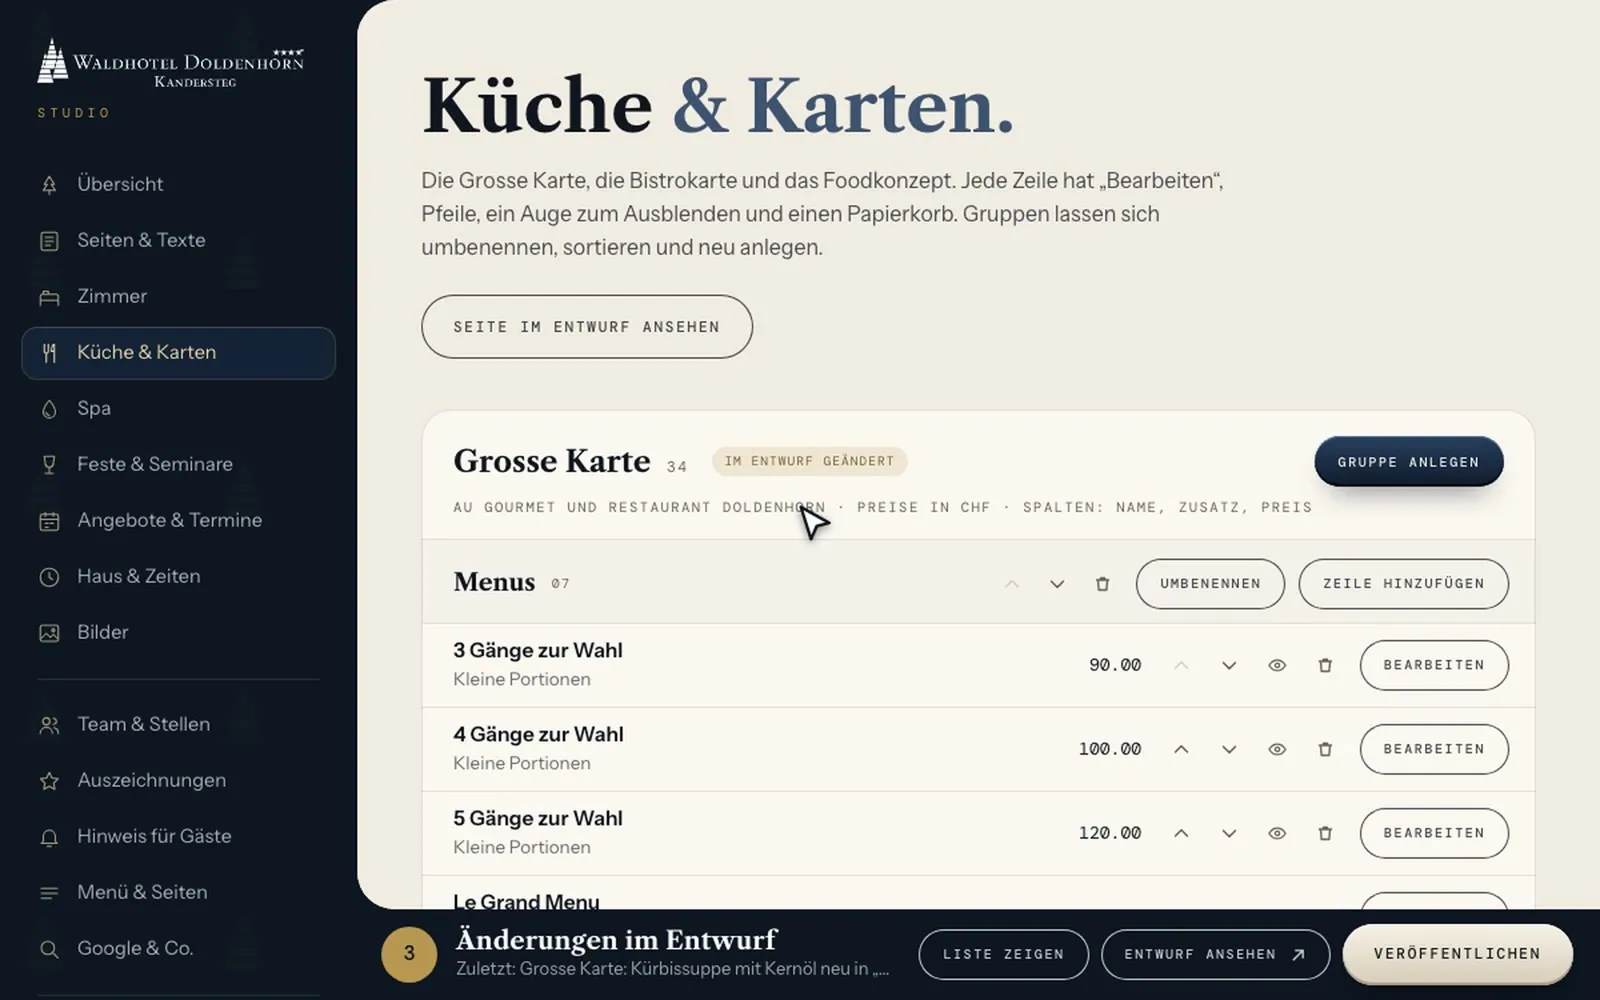 WALDHOTEL DOLDENHORN
KANDERSTEG
STUDIO
Übersicht
Seiten & Texte
Zimmer
Küche & Karten
Spa
Feste & Seminare
Angebote & Termine
Haus & Zeiten
Bilder
Team & Stellen
Auszeichnungen
Hinweis für Gäste
Menü & Seiten
Google & Co.
Küche & Karten.
Die Grosse Karte, die Bistrokarte und das Foodkonzept. Jede Zeile hat „Bearbeiten“,
Pfeile, ein Auge zum Ausblenden und einen Papierkorb. Gruppen lassen sich
umbenennen, sortieren und neu anlegen.
SEITE IM ENTWURF ANSEHEN
Grosse Karte 34 IM ENTWURF GEÄNDERT GRUPPE ANLEGEN
AU GOURMET UND RESTAURANT DOLDENHORN · PREISE IN CHF · SPALTEN: NAME, ZUSATZ, PREIS
Menus 07 UMBENENNEN ZEILE HINZUFÜGEN
3 Gänge zur Wahl
Kleine Portionen
90.00 BEARBEITEN
4 Gänge zur Wahl
Kleine Portionen
100.00 BEARBEITEN
5 Gänge zur Wahl
Kleine Portionen
120.00 BEARBEITEN
Le Grand Menu
3 Änderungen im Entwurf
Zuletzt: Grosse Karte: Kürbissuppe mit Kernöl neu in „…
LISTE ZEIGEN ENTWURF ANSEHEN VERÖFFENTLICHEN